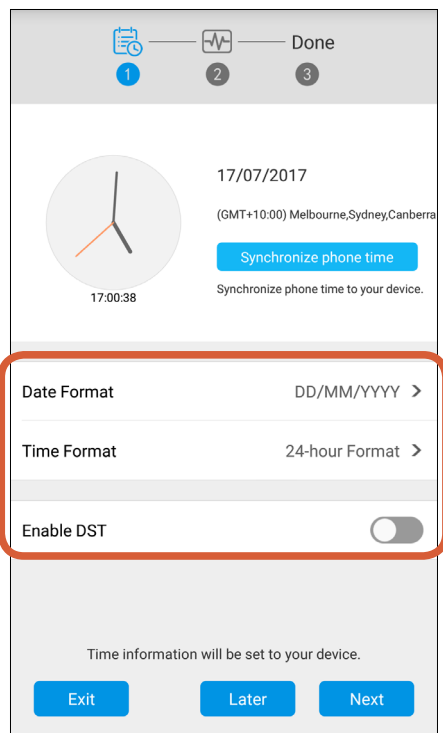 Done
1 2 3
17/07/2017
(GMT+10:00) Melbourne,Sydney,Canberra
Synchronize phone time
17:00:38
Synchronize phone time to your device.
Date Format DD/MM/YYYY >
Time Format 24-hour Format >
Enable DST
Time information will be set to your device.
Exit Later Next